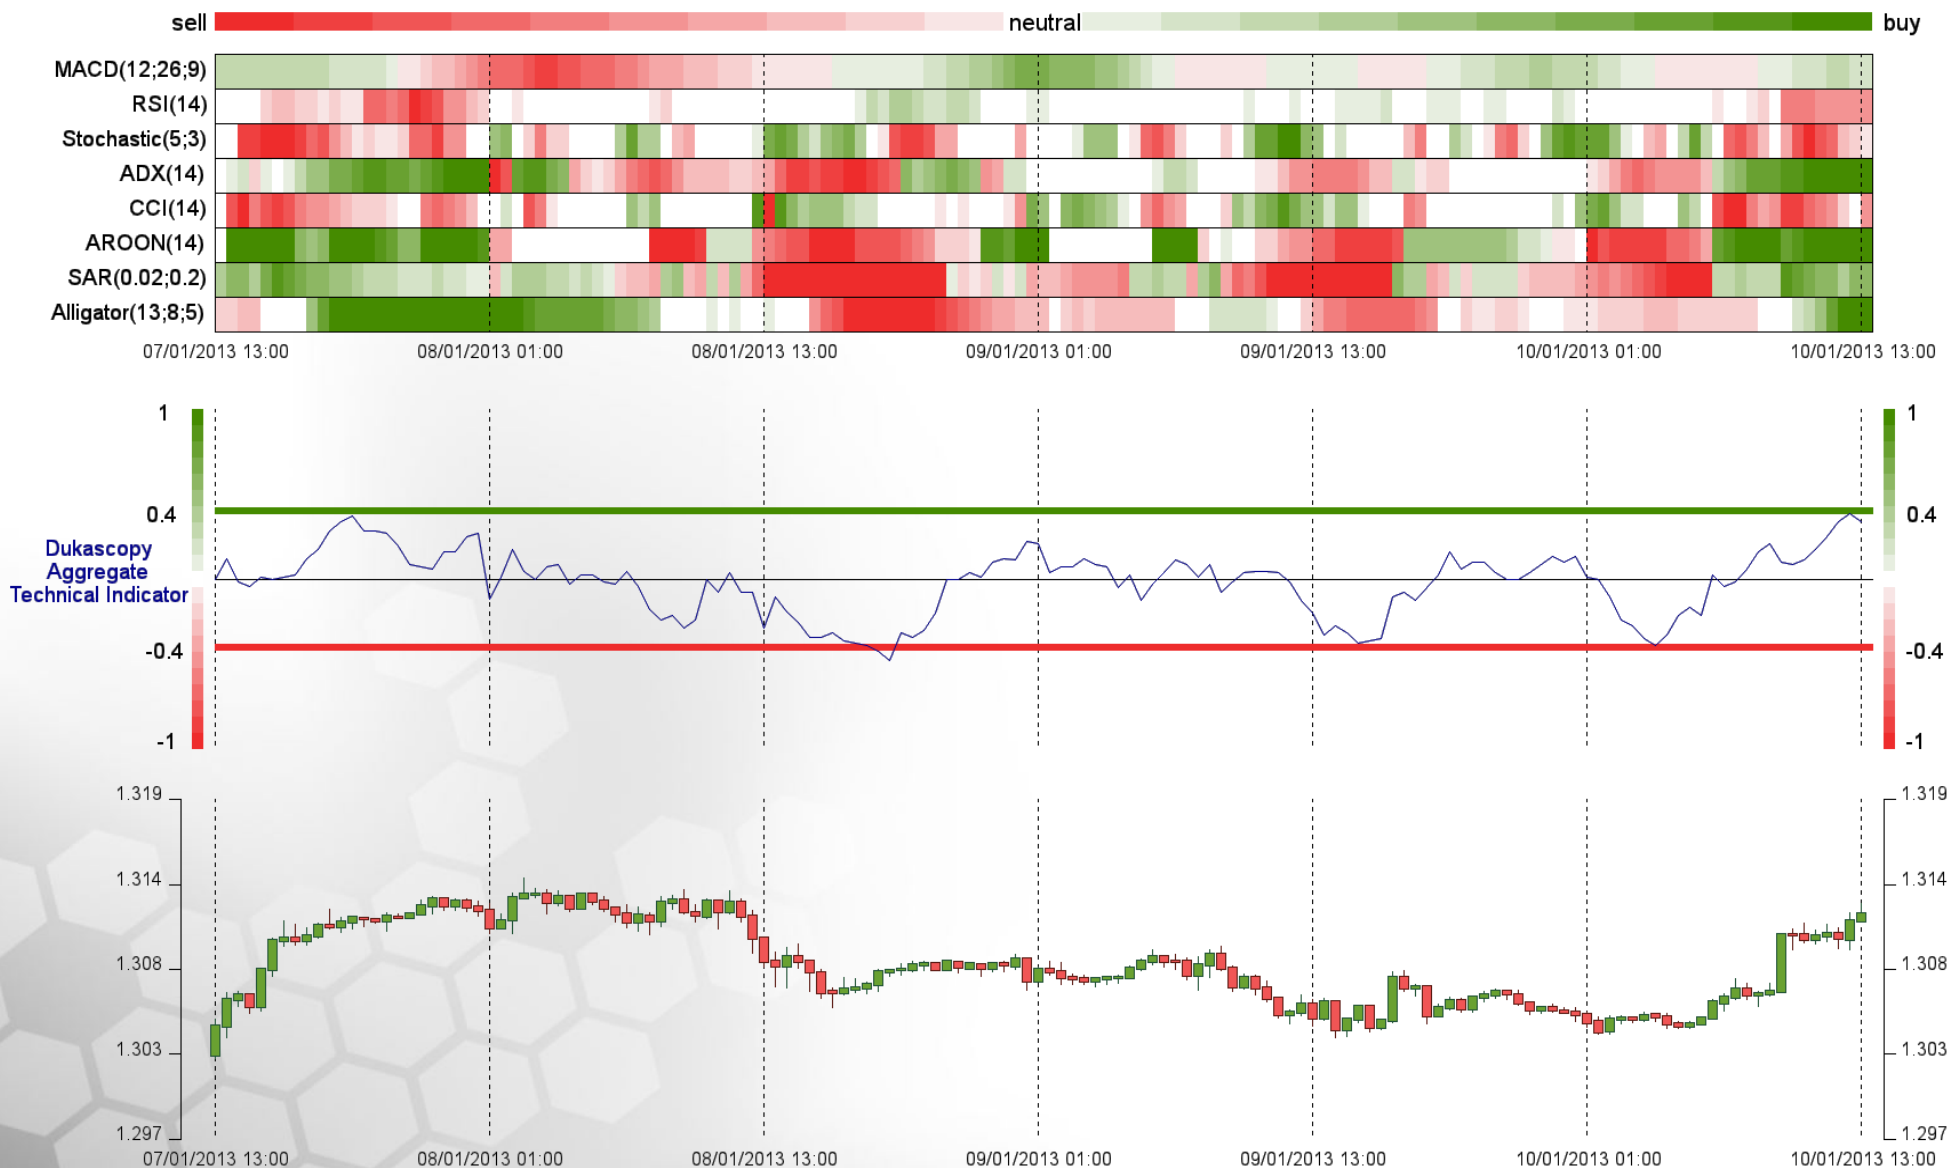 sell neutral buy
MACD(12;26;9)
RSI(14)
Stochastic(5;3)
ADX(14)
CCI(14)
AROON(14)
SAR(0.02;0.2)
Alligator(13;8;5)
07/01/2013 13:00 08/01/2013 01:00 08/01/2013 13:00 09/01/2013 01:00 09/01/2013 13:00 10/01/2013 01:00 10/01/2013 13:00
1 1
0.4 0.4
Dukascopy
Aggregate
Technical Indicator
-0.4 -0.4
-1 -1
1.319 1.319
1.314 1.314
1.308 1.308
1.303 1.303
1.297 1.297
07/01/2013 13:00 08/01/2013 01:00 08/01/2013 13:00 09/01/2013 01:00 09/01/2013 13:00 10/01/2013 01:00 10/01/2013 13:00